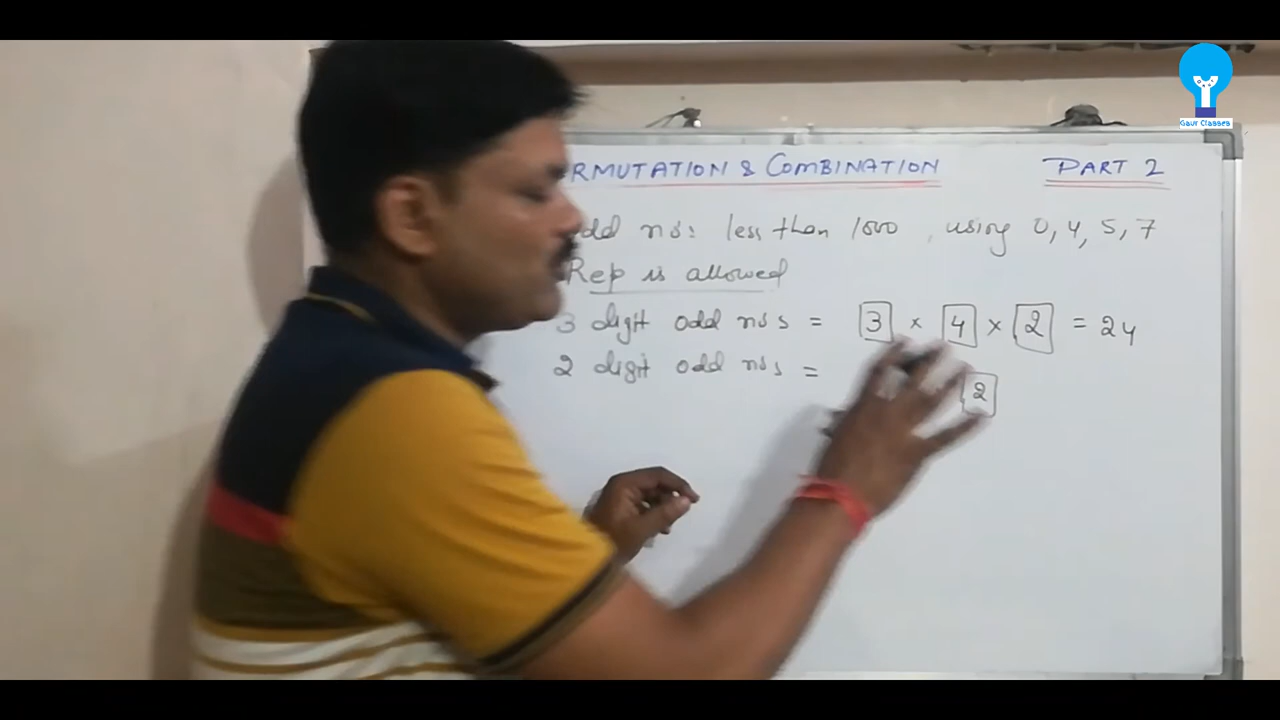 Gaur Classes
RMUTATION & COMBINATION PART 2
odd nos: less than 1000, using 0, 4, 5, 7
Rep is allowed
3 digit odd nos = 3 × 4 × 2 = 24
2 digit odd nos =
2